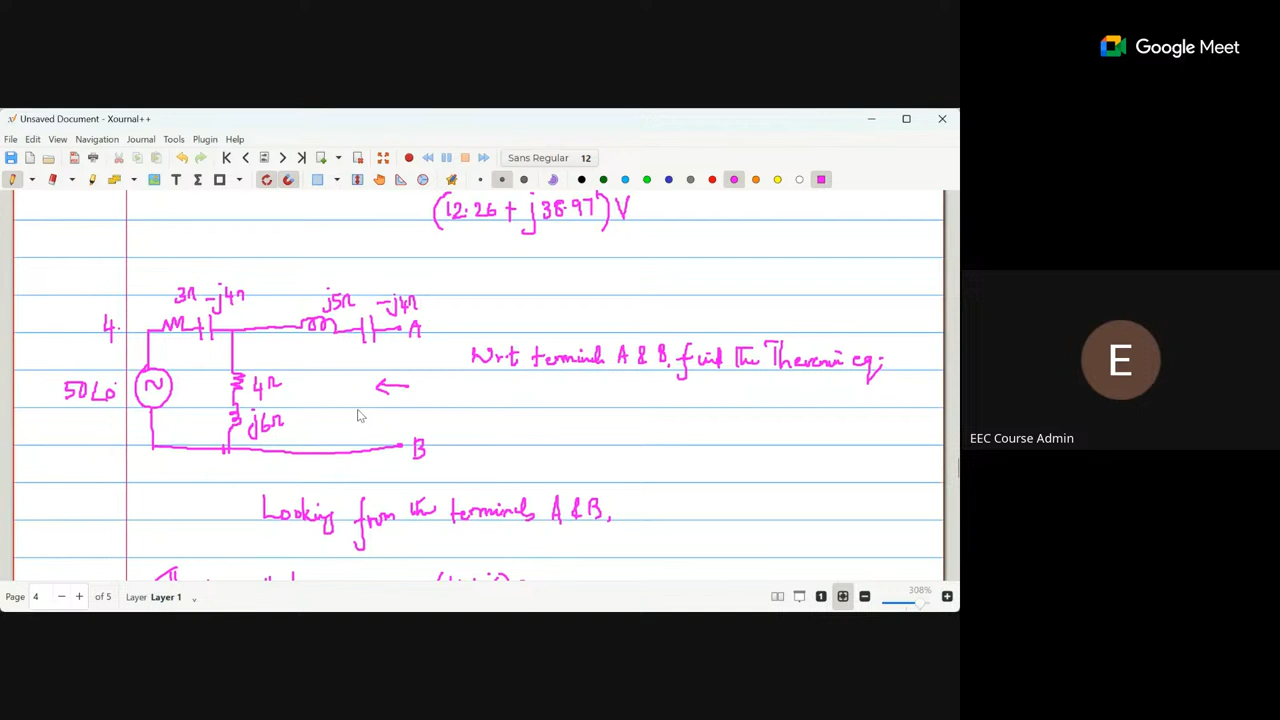 Google Meet
Unsaved Document - Xournal++
File Edit View Navigation Journal Tools Plugin Help
Sans Regular 12
(12.26 + j38.97) V
3Ω -j4Ω j5Ω -j4Ω
4. A
Wrt terminals A & B, find the Thevenin eq;
50∠0° 4Ω
j6Ω
B
EEC Course Admin
Looking from the terminals A & B,
Page 4 of 5 Layer Layer 1 308%